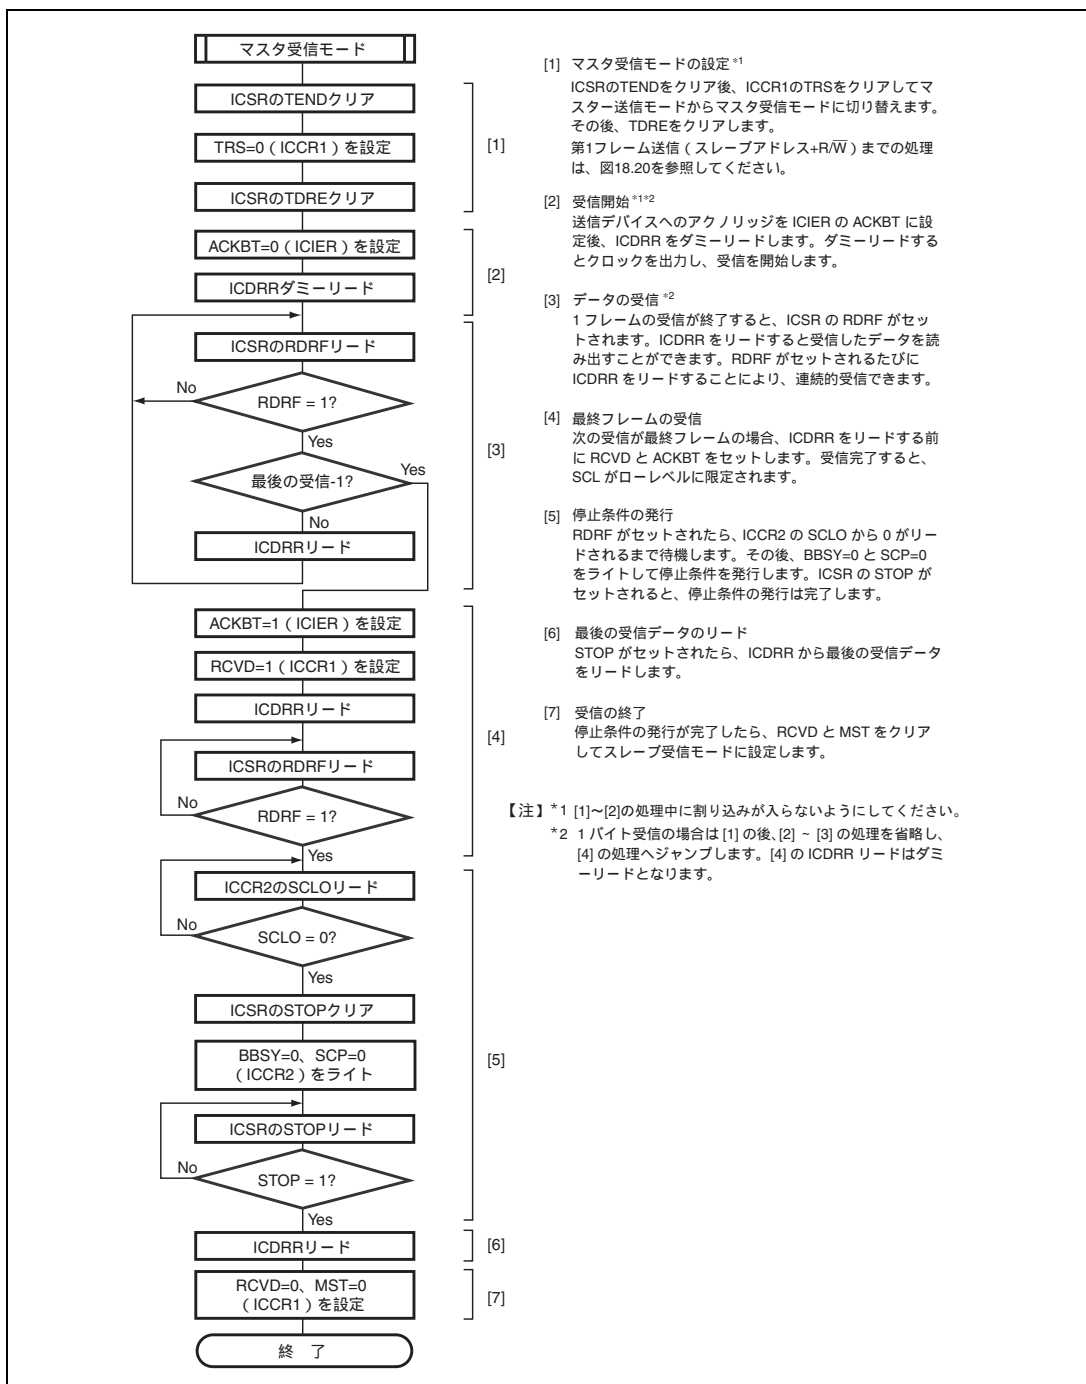 マスタ受信モード
ICSRのTENDクリア
TRS=0（ICCR1）を設定
ICSRのTDREクリア
[1]
ACKBT=0（ICIER）を設定
ICDRRダミーリード
[2]
ICSRのRDRFリード
No
RDRF = 1?
Yes
最後の受信-1?
Yes
No
ICDRRリード
[3]
ACKBT=1（ICIER）を設定
RCVD=1（ICCR1）を設定
ICDRRリード
ICSRのRDRFリード
No
RDRF = 1?
Yes
[4]
ICCR2のSCLOリード
No
SCLO = 0?
Yes
ICSRのSTOPクリア
BBSY=0、SCP=0
（ICCR2）をライト
ICSRのSTOPリード
No
STOP = 1?
Yes
[5]
ICDRRリード
[6]
RCVD=0、MST=0
（ICCR1）を設定
[7]
終 了
[1] マスタ受信モードの設定 *1
ICSRのTENDをクリア後、ICCR1のTRSをクリアしてマ
スター送信モードからマスタ受信モードに切り替えます。
その後、TDREをクリアします。
第1フレーム送信（スレーブアドレス+R/W̅）までの処理
は、図18.20を参照してください。
[2] 受信開始 *1*2
送信デバイスへのアクノリッジを ICIER の ACKBT に設
定後、ICDRR をダミーリードします。ダミーリードする
とクロックを出力し、受信を開始します。
[3] データの受信 *2
1 フレームの受信が終了すると、ICSR の RDRF がセッ
トされます。ICDRR をリードすると受信したデータを読
み出すことができます。RDRF がセットされるたびに
ICDRR をリードすることにより、連続的受信できます。
[4] 最終フレームの受信
次の受信が最終フレームの場合、ICDRR をリードする前
に RCVD と ACKBT をセットします。受信完了すると、
SCL がローレベルに限定されます。
[5] 停止条件の発行
RDRF がセットされたら、ICCR2 の SCLO から 0 がリー
ドされるまで待機します。その後、BBSY=0 と SCP=0
をライトして停止条件を発行します。ICSR の STOP が
セットされると、停止条件の発行は完了します。
[6] 最後の受信データのリード
STOP がセットされたら、ICDRR から最後の受信データ
をリードします。
[7] 受信の終了
停止条件の発行が完了したら、RCVD と MST をクリア
してスレーブ受信モードに設定します。
【注】*1 [1]～[2]の処理中に割り込みが入らないようにしてください。
*2 1 バイト受信の場合は [1] の後、[2] ～ [3] の処理を省略し、
[4] の処理へジャンプします。[4] の ICDRR リードはダミ
ーリードとなります。